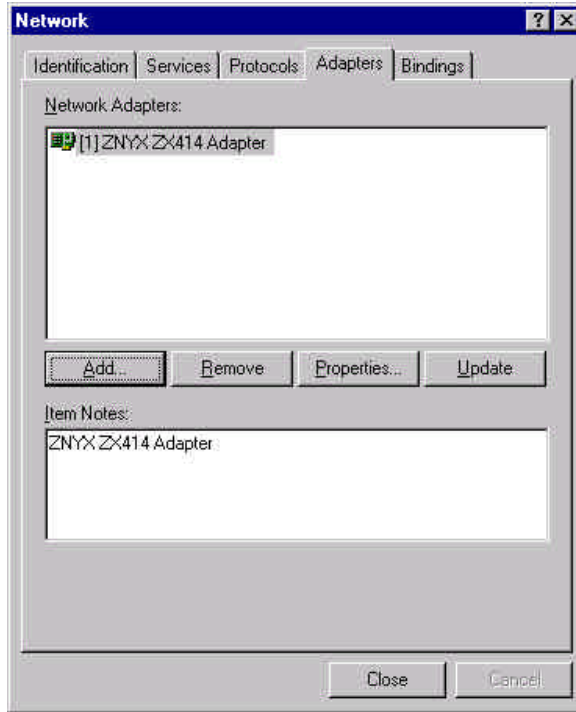 Network
Identification Services Protocols Adapters Bindings
Network Adapters:
[1] ZNYX ZX414 Adapter
Add... Remove Properties... Update
Item Notes:
ZNYX ZX414 Adapter
Close Cancel